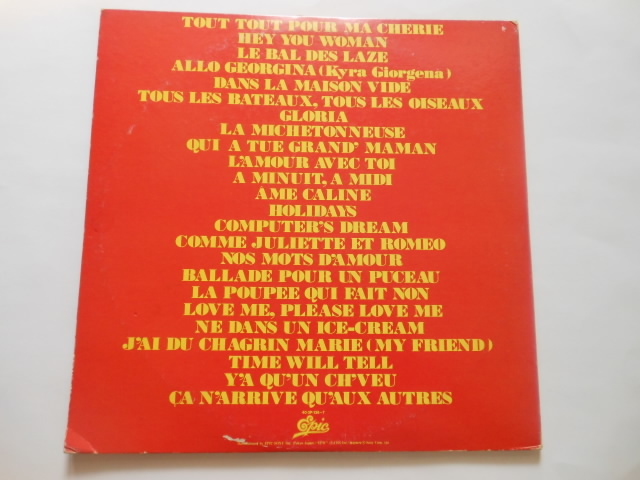 TOUT TOUT POUR MA CHERIE
HEY YOU WOMAN
LE BAL DES LAZE
ALLO GEORGINA (Kyra Giorgena)
DANS LA MAISON VIDE
TOUS LES BATEAUX, TOUS LES OISEAUX
GLORIA
LA MICHETONNEUSE
QUI A TUE GRAND' MAMAN
L'AMOUR AVEC TOI
A MINUIT, A MIDI
AME CALINE
HOLIDAYS
COMPUTER'S DREAM
COMME JULIETTE ET ROMEO
NOS MOTS D'AMOUR
BALLADE POUR UN PUCEAU
LA POUPEE QUI FAIT NON
LOVE ME, PLEASE LOVE ME
NE DANS UN ICE-CREAM
J'AI DU CHAGRIN MARIE (MY FRIEND)
TIME WILL TELL
Y'A QU'UN CH'VEU
ÇA N'ARRIVE QU'AUX AUTRES
Epic